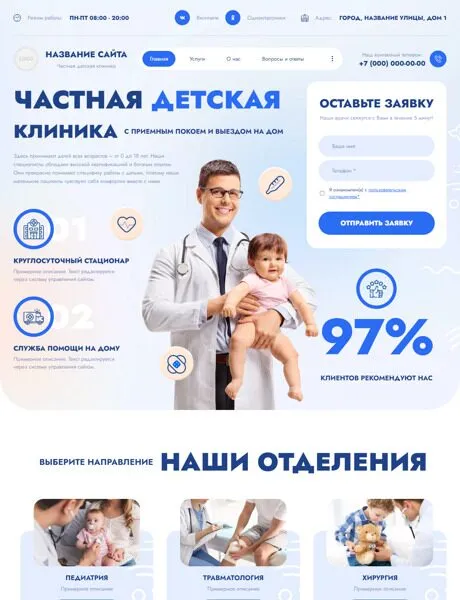 Режим работы: ПН-ПТ 08:00 - 20:00
Вконтакте
Одноклассники
Адрес: ГОРОД, НАЗВАНИЕ УЛИЦЫ, ДОМ 1
LOGO
НАЗВАНИЕ САЙТА
Частная детская клиника
Главная
Услуги
О нас
Вопросы и ответы
Наш контактный телефон:
+7 (000) 000-00-00
ЧАСТНАЯ ДЕТСКАЯ
КЛИНИКА С ПРИЕМНЫМ ПОКОЕМ И ВЫЕЗДОМ НА ДОМ
Здесь принимают детей всех возрастов — от 0 до 18 лет. Наши
специалисты обладают высокой квалификацией и богатым опытом.
Они прекрасно понимают специфику работы с детьми, поэтому наши
маленькие пациенты чувствуют себя комфортно вместе с нами.
01
КРУГЛОСУТОЧНЫЙ СТАЦИОНАР
Примерное описание. Текст редактируется
через систему управления сайтом.
02
СЛУЖБА ПОМОЩИ НА ДОМУ
Примерное описание. Текст редактируется
через систему управления сайтом.
ОСТАВЬТЕ ЗАЯВКУ
Наши врачи свяжутся с Вами в течение 5 минут!
Ваше имя
Телефон *
Я ознакомлен(а) с пользовательским
соглашением*
ОТПРАВИТЬ ЗАЯВКУ
97%
КЛИЕНТОВ РЕКОМЕНДУЮТ НАС
ВЫБЕРИТЕ НАПРАВЛЕНИЕ НАШИ ОТДЕЛЕНИЯ
ПЕДИАТРИЯ
Примерное описание
ТРАВМАТОЛОГИЯ
Примерное описание
ХИРУРГИЯ
Примерное описание